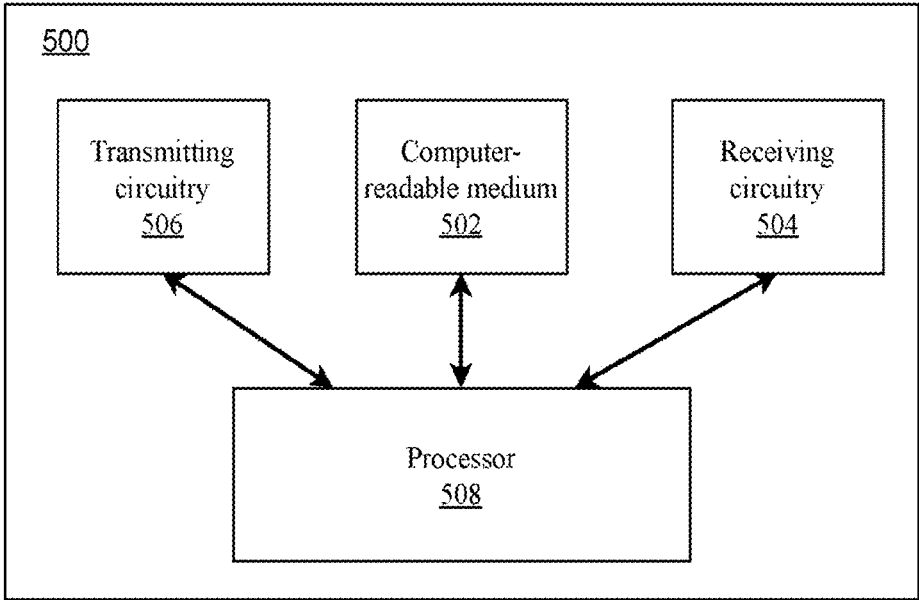 500
Transmitting
circuitry
506
Computer-
readable medium
502
Receiving
circuitry
504
Processor
508